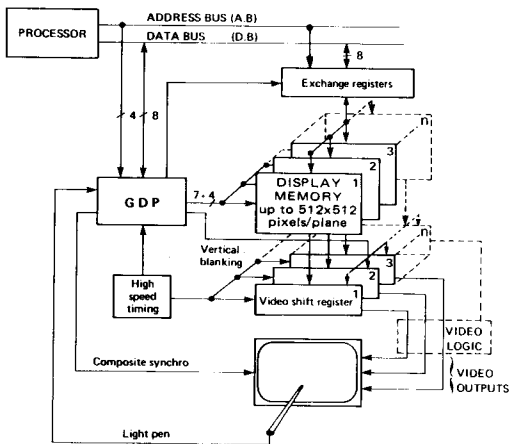 PROCESSOR
ADDRESS BUS (A.B)
DATA BUS (D.B)
8
Exchange registers
4
8
n
3
2
1
DISPLAY
MEMORY
up to 512x512
pixels/plane
GDP
7+4
n
3
2
1
Vertical
blanking
High
speed
timing
Video shift register
VIDEO
LOGIC
Composite synchro
VIDEO
OUTPUTS
Light pen